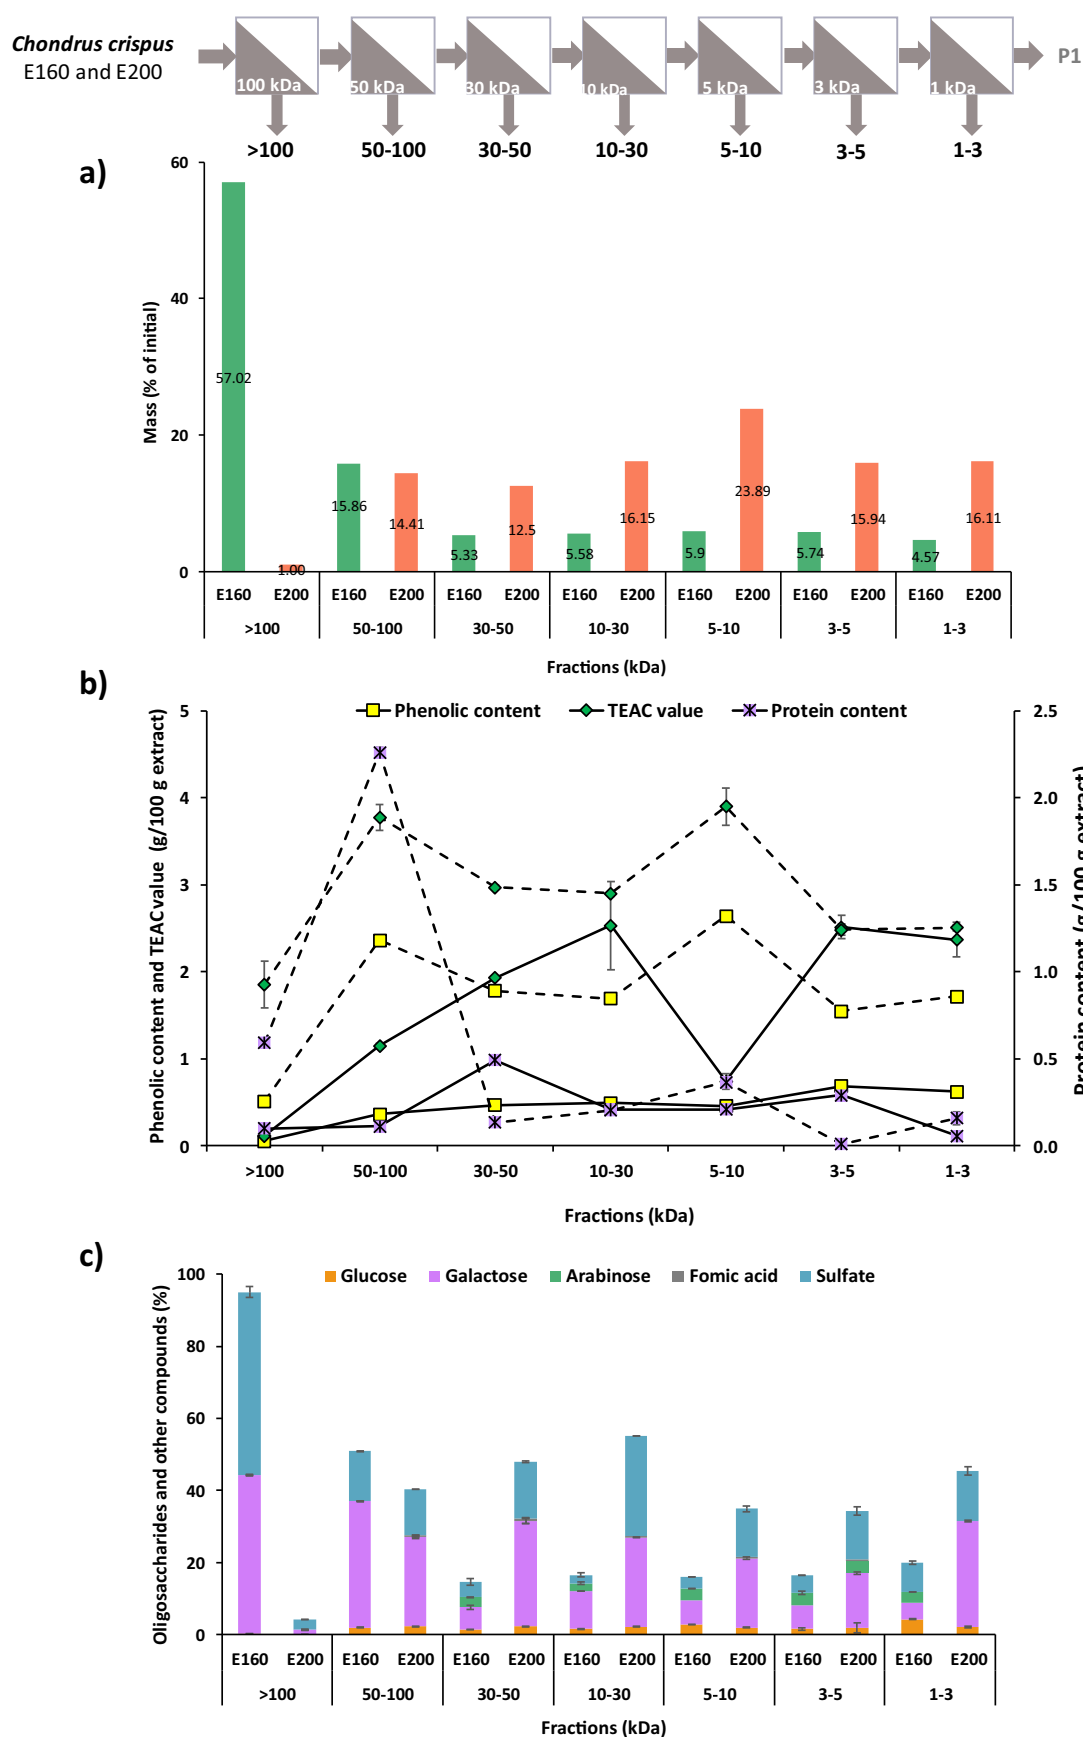 Chondrus crispus
E160 and E200
100 kDa 50 kDa 30 kDa 10 kDa 5 kDa 3 kDa 1 kDa P1
>100 50-100 30-50 10-30 5-10 3-5 1-3
a)
Mass (% of initial)
60
40
20
0
57.02 1.00 15.86 14.41 5.33 12.5 5.58 16.15 5.9 23.89 5.74 15.94 4.57 16.11
E160 E200 E160 E200 E160 E200 E160 E200 E160 E200 E160 E200 E160 E200
>100 50-100 30-50 10-30 5-10 3-5 1-3
Fractions (kDa)
b)
Phenolic content TEAC value Protein content
Phenolic content and TEAC value (g/100 g extract)
5
4
3
2
1
0
2.5
2.0
1.5
1.0
0.5
0.0
Protein content (g/100 g extract)
>100 50-100 30-50 10-30 5-10 3-5 1-3
Fractions (kDa)
c)
Glucose Galactose Arabinose Fomic acid Sulfate
Oligosaccharides and other compounds (%)
100
80
60
40
20
0
E160 E200 E160 E200 E160 E200 E160 E200 E160 E200 E160 E200 E160 E200
>100 50-100 30-50 10-30 5-10 3-5 1-3
Fractions (kDa)